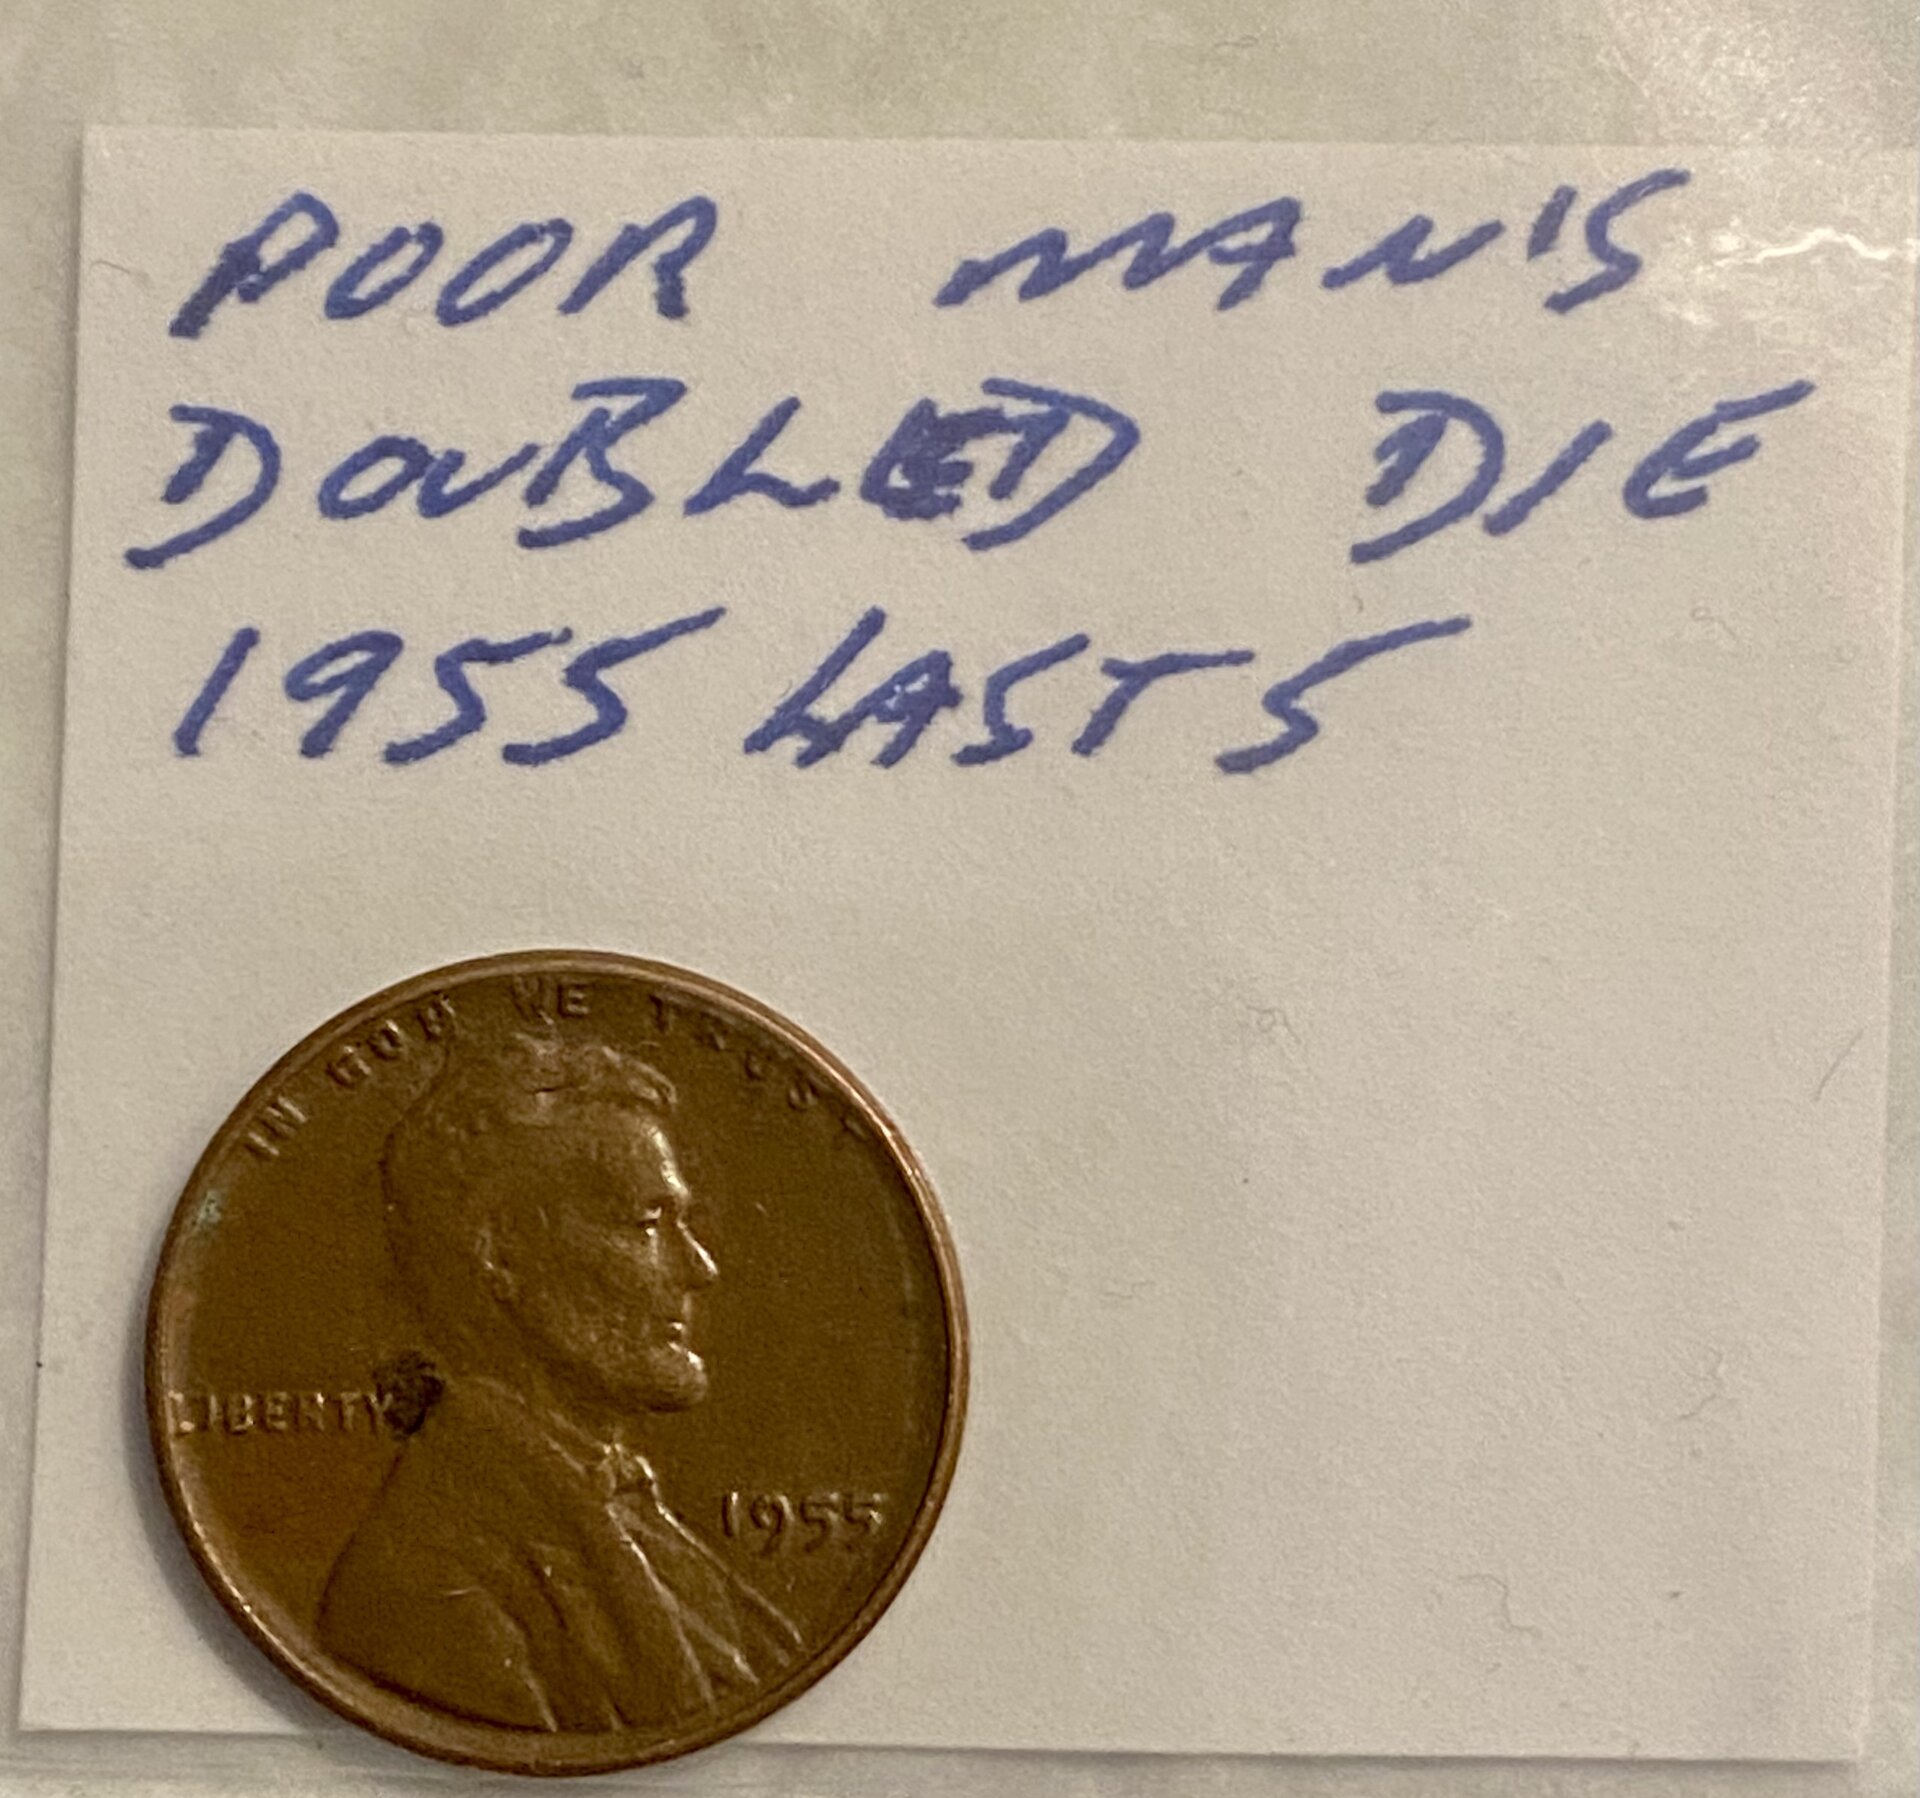 POOR MAN'S
DOUBLED DIE
1955 LAST 5
IN GOD WE TRUST
LIBERTY
1955